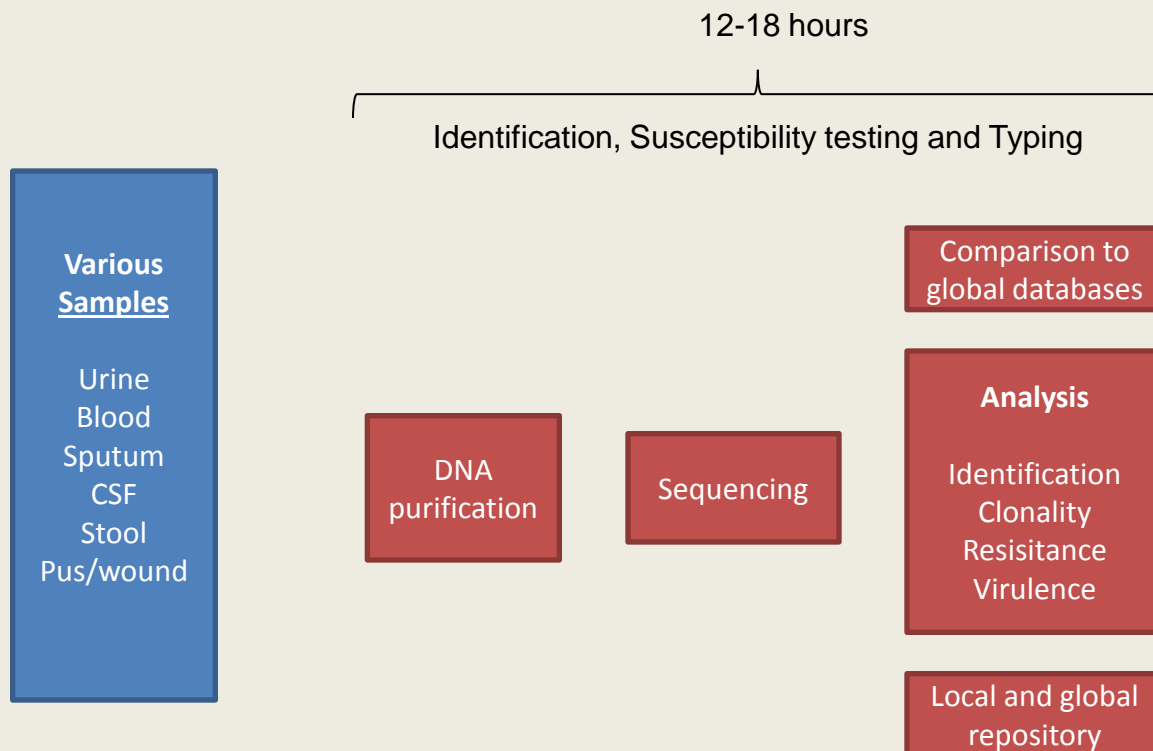 12-18 hours
Identification, Susceptibility testing and Typing
Various
Samples
Urine
Blood
Sputum
CSF
Stool
Pus/wound
DNA
purification
Sequencing
Comparison to
global databases
Analysis
Identification
Clonality
Resisitance
Virulence
Local and global
repository